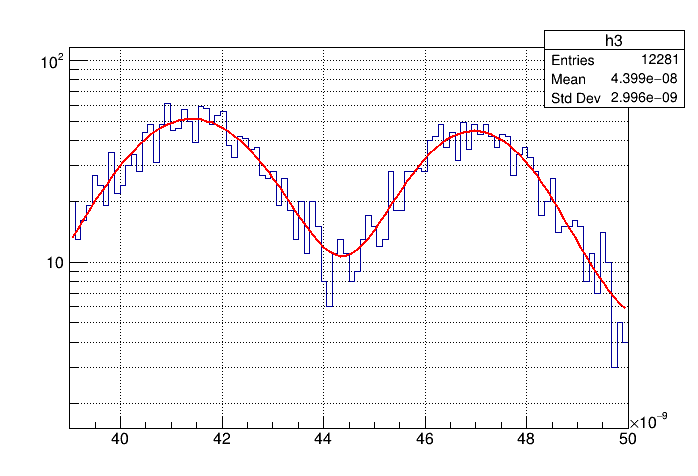 h3
Entries 12281
Mean 4.399e−08
Std Dev 2.996e−09
10²
10
40 42 44 46 48 50
×10⁻⁹